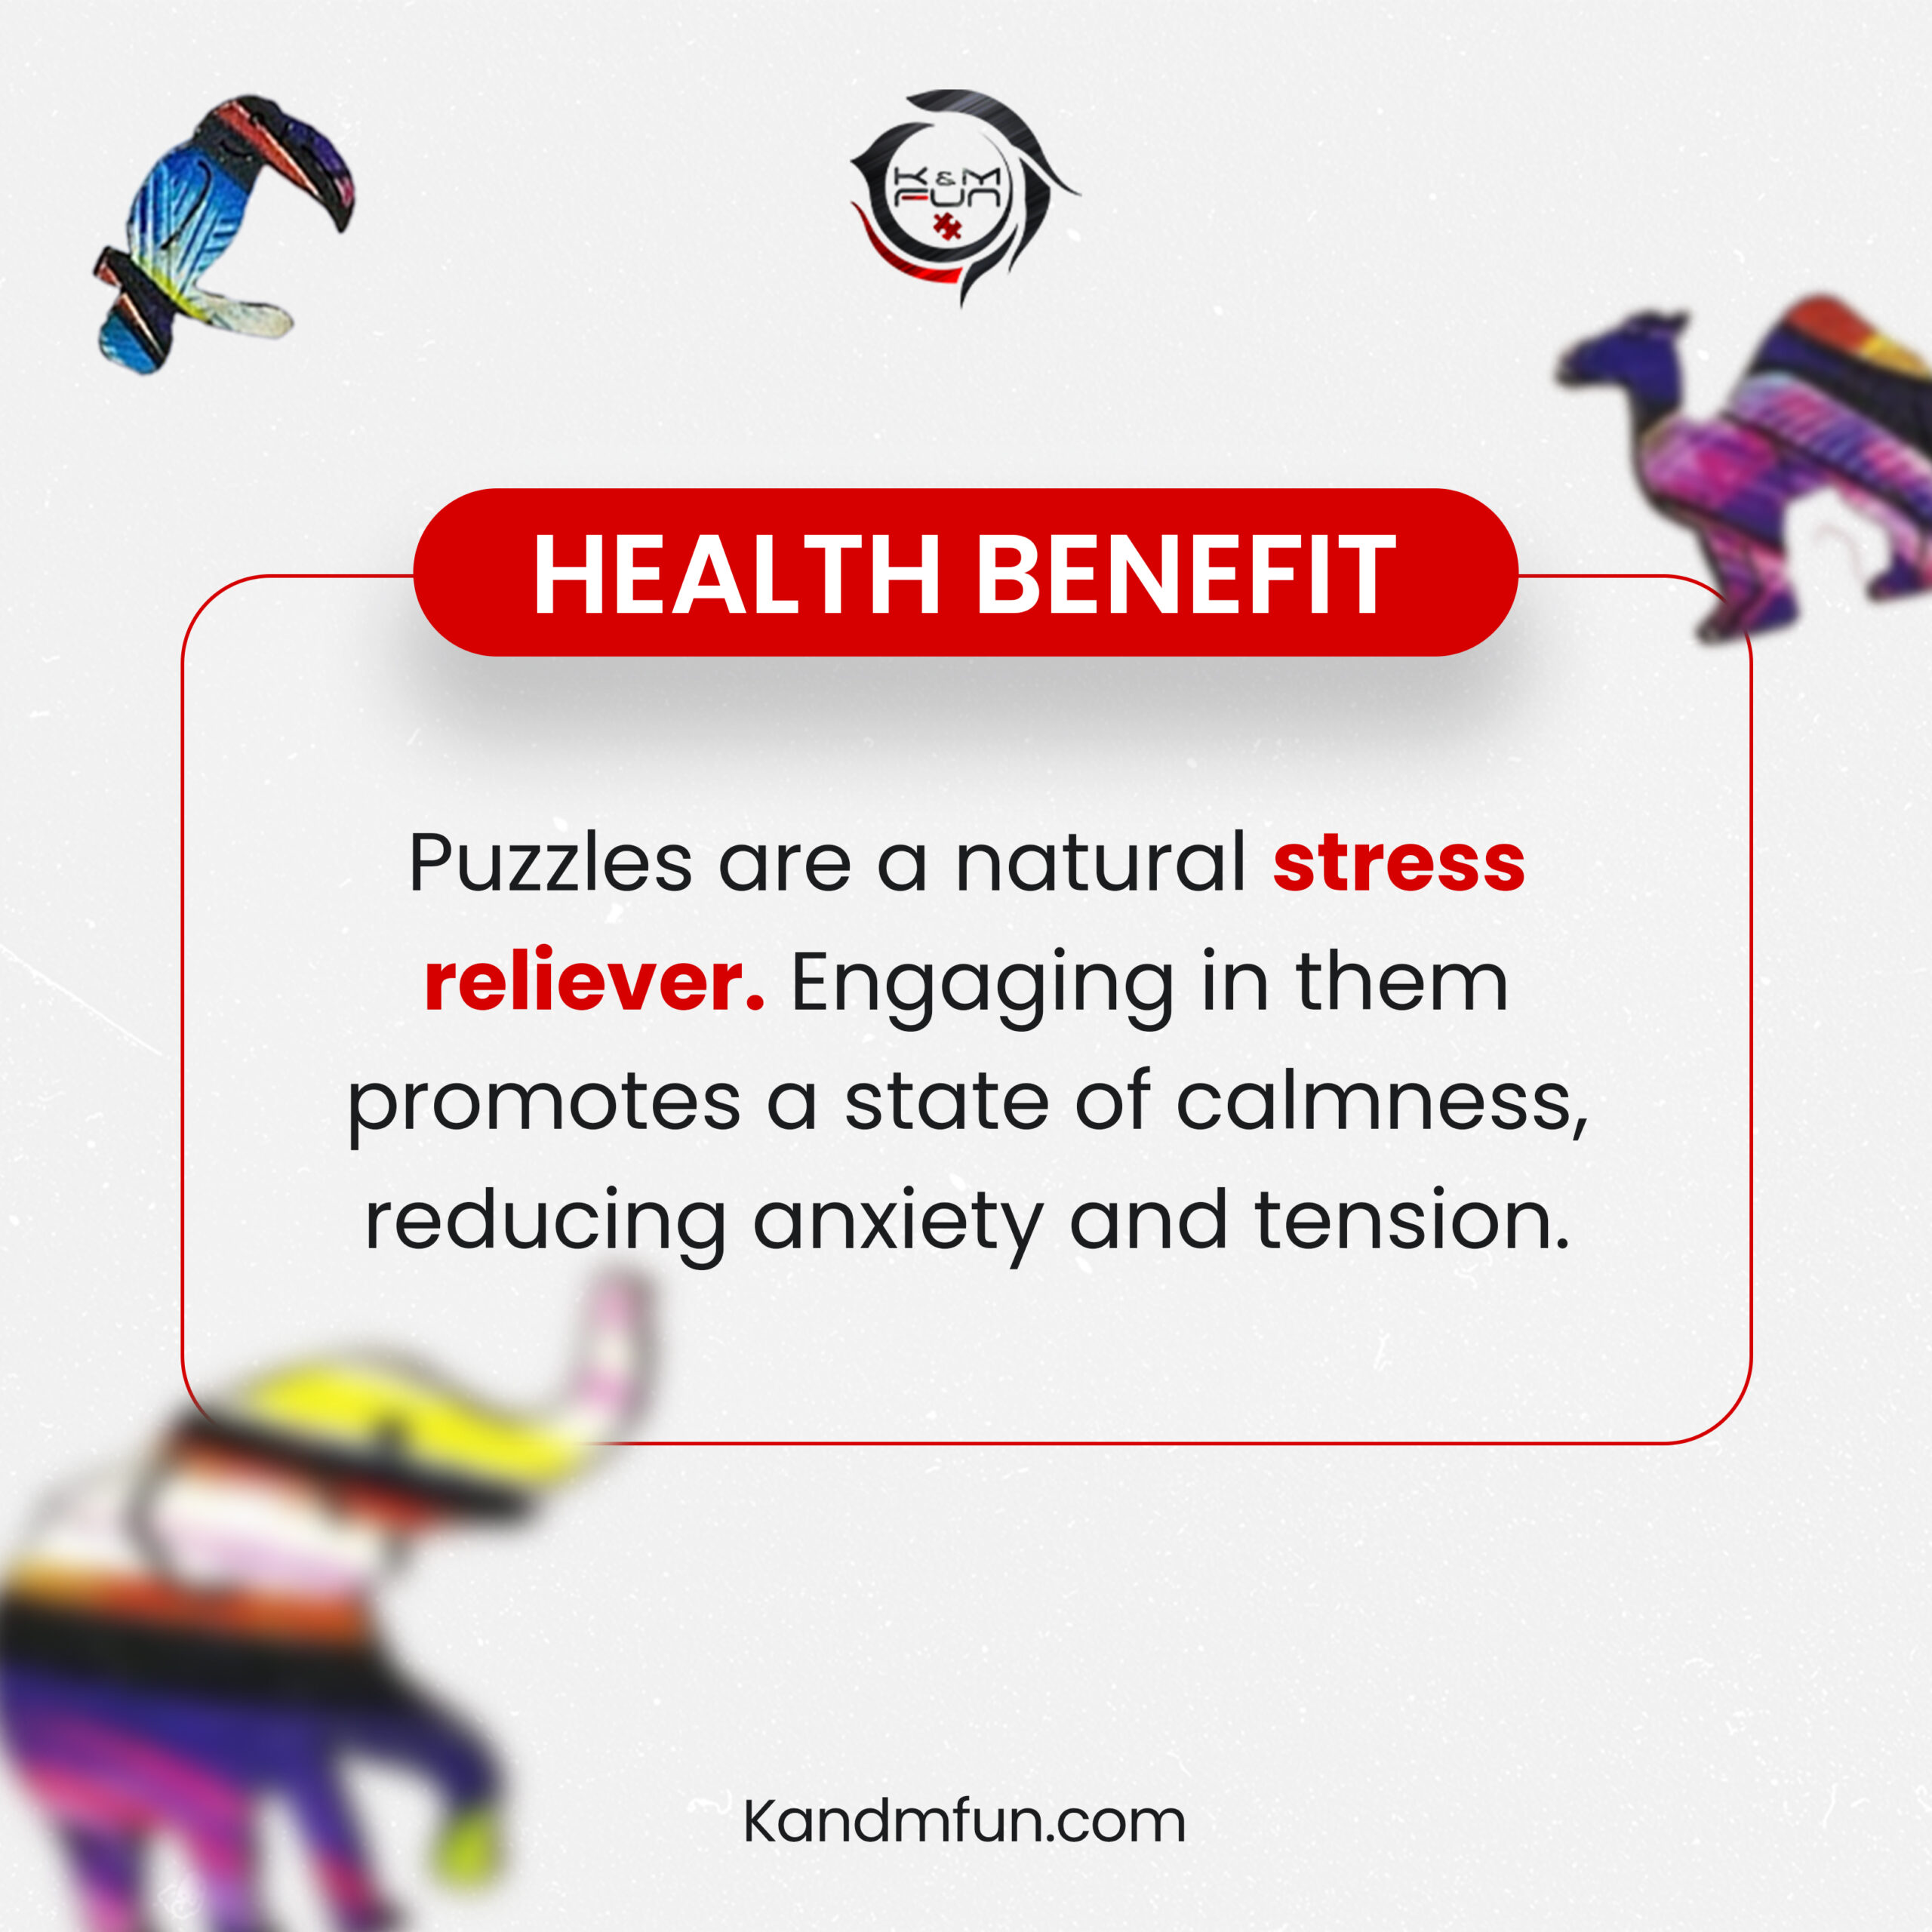 K&M
FUN
HEALTH BENEFIT
Puzzles are a natural stress
reliever. Engaging in them
promotes a state of calmness,
reducing anxiety and tension.
Kandmfun.com